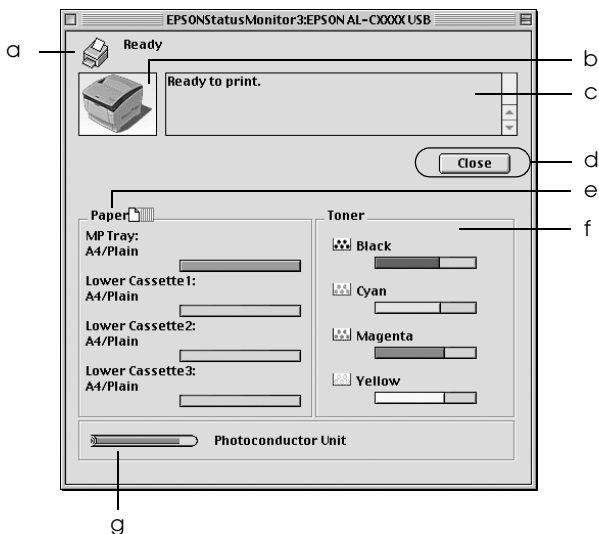 EPSONStatusMonitor3:EPSON AL-CXXXX USB
a
Ready
b
Ready to print.
c
Close
d
e
Paper
Toner
f
MP Tray:
A4/Plain
Black
Lower Cassette1:
A4/Plain
Cyan
Lower Cassette2:
A4/Plain
Magenta
Lower Cassette3:
A4/Plain
Yellow
Photoconductor Unit
g